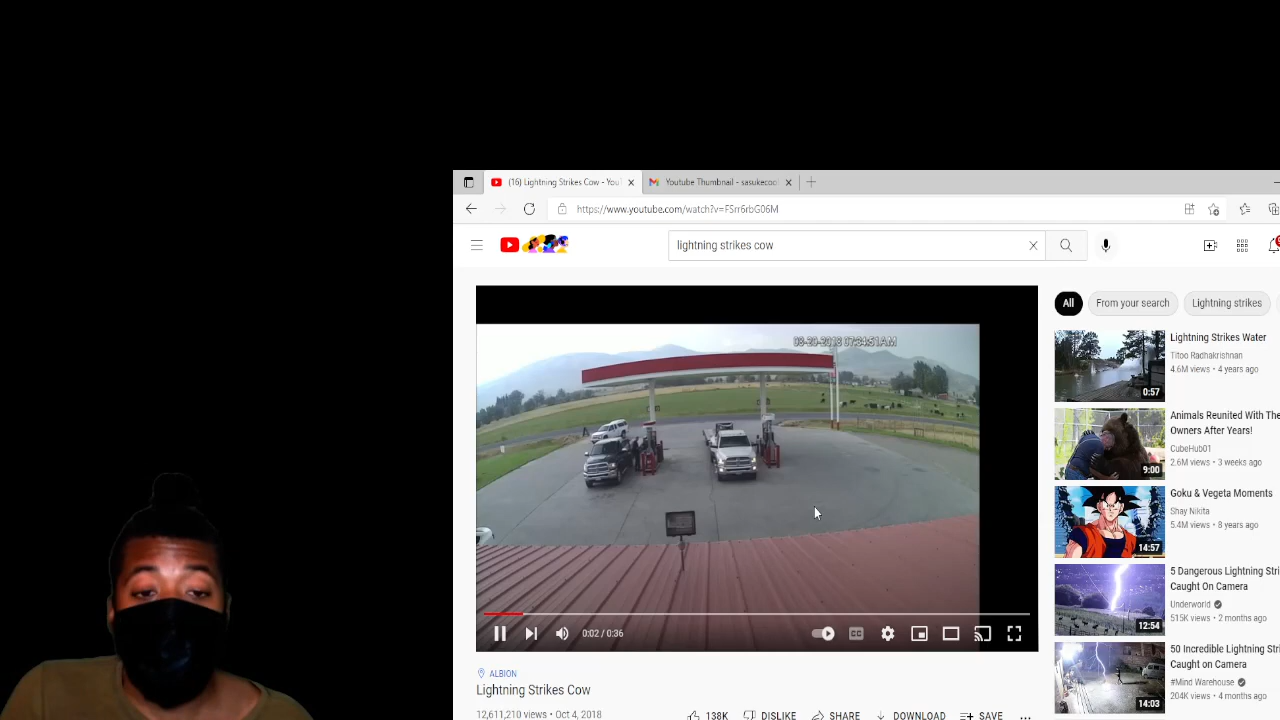 (16) Lightning Strikes Cow - You
Youtube Thumbnail - sasukecool
https://www.youtube.com/watch?v=FSrr6rbG06M
lightning strikes cow
All
From your search
Lightning strikes
07:34:51AM
0:02 / 0:36
CC
ALBION
Lightning Strikes Cow
12,611,210 views • Oct 4, 2018
138K
DISLIKE
SHARE
DOWNLOAD
SAVE
Lightning Strikes Water
Titoo Radhakrishnan
4.6M views • 4 years ago
0:57
Animals Reunited With The
Owners After Years!
CubeHub01
2.6M views • 3 weeks ago
9:00
Goku & Vegeta Moments
Shay Nikita
5.4M views • 8 years ago
14:57
5 Dangerous Lightning Stri
Caught On Camera
Underworld
515K views • 2 months ago
12:54
50 Incredible Lightning Stri
Caught on Camera
#Mind Warehouse
204K views • 4 months ago
14:03